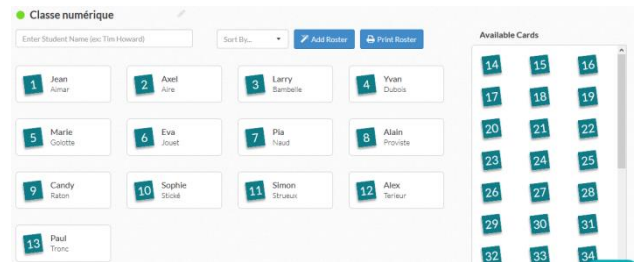 Classe numérique
Enter Student Name (ex: Tim Howard)
Sort By...
Add Roster
Print Roster
1 Jean
Aimar
2 Axel
Aire
3 Larry
Bambelle
4 Yvan
Dubois
5 Marie
Golotte
6 Eva
Jouet
7 Pia
Naud
8 Alain
Proviste
9 Candy
Raton
10 Sophie
Stické
11 Simon
Strueux
12 Alex
Terieur
13 Paul
Tronc
Available Cards
14 15 16
17 18 19
20 21 22
23 24 25
26 27 28
29 30 31
32 33 34